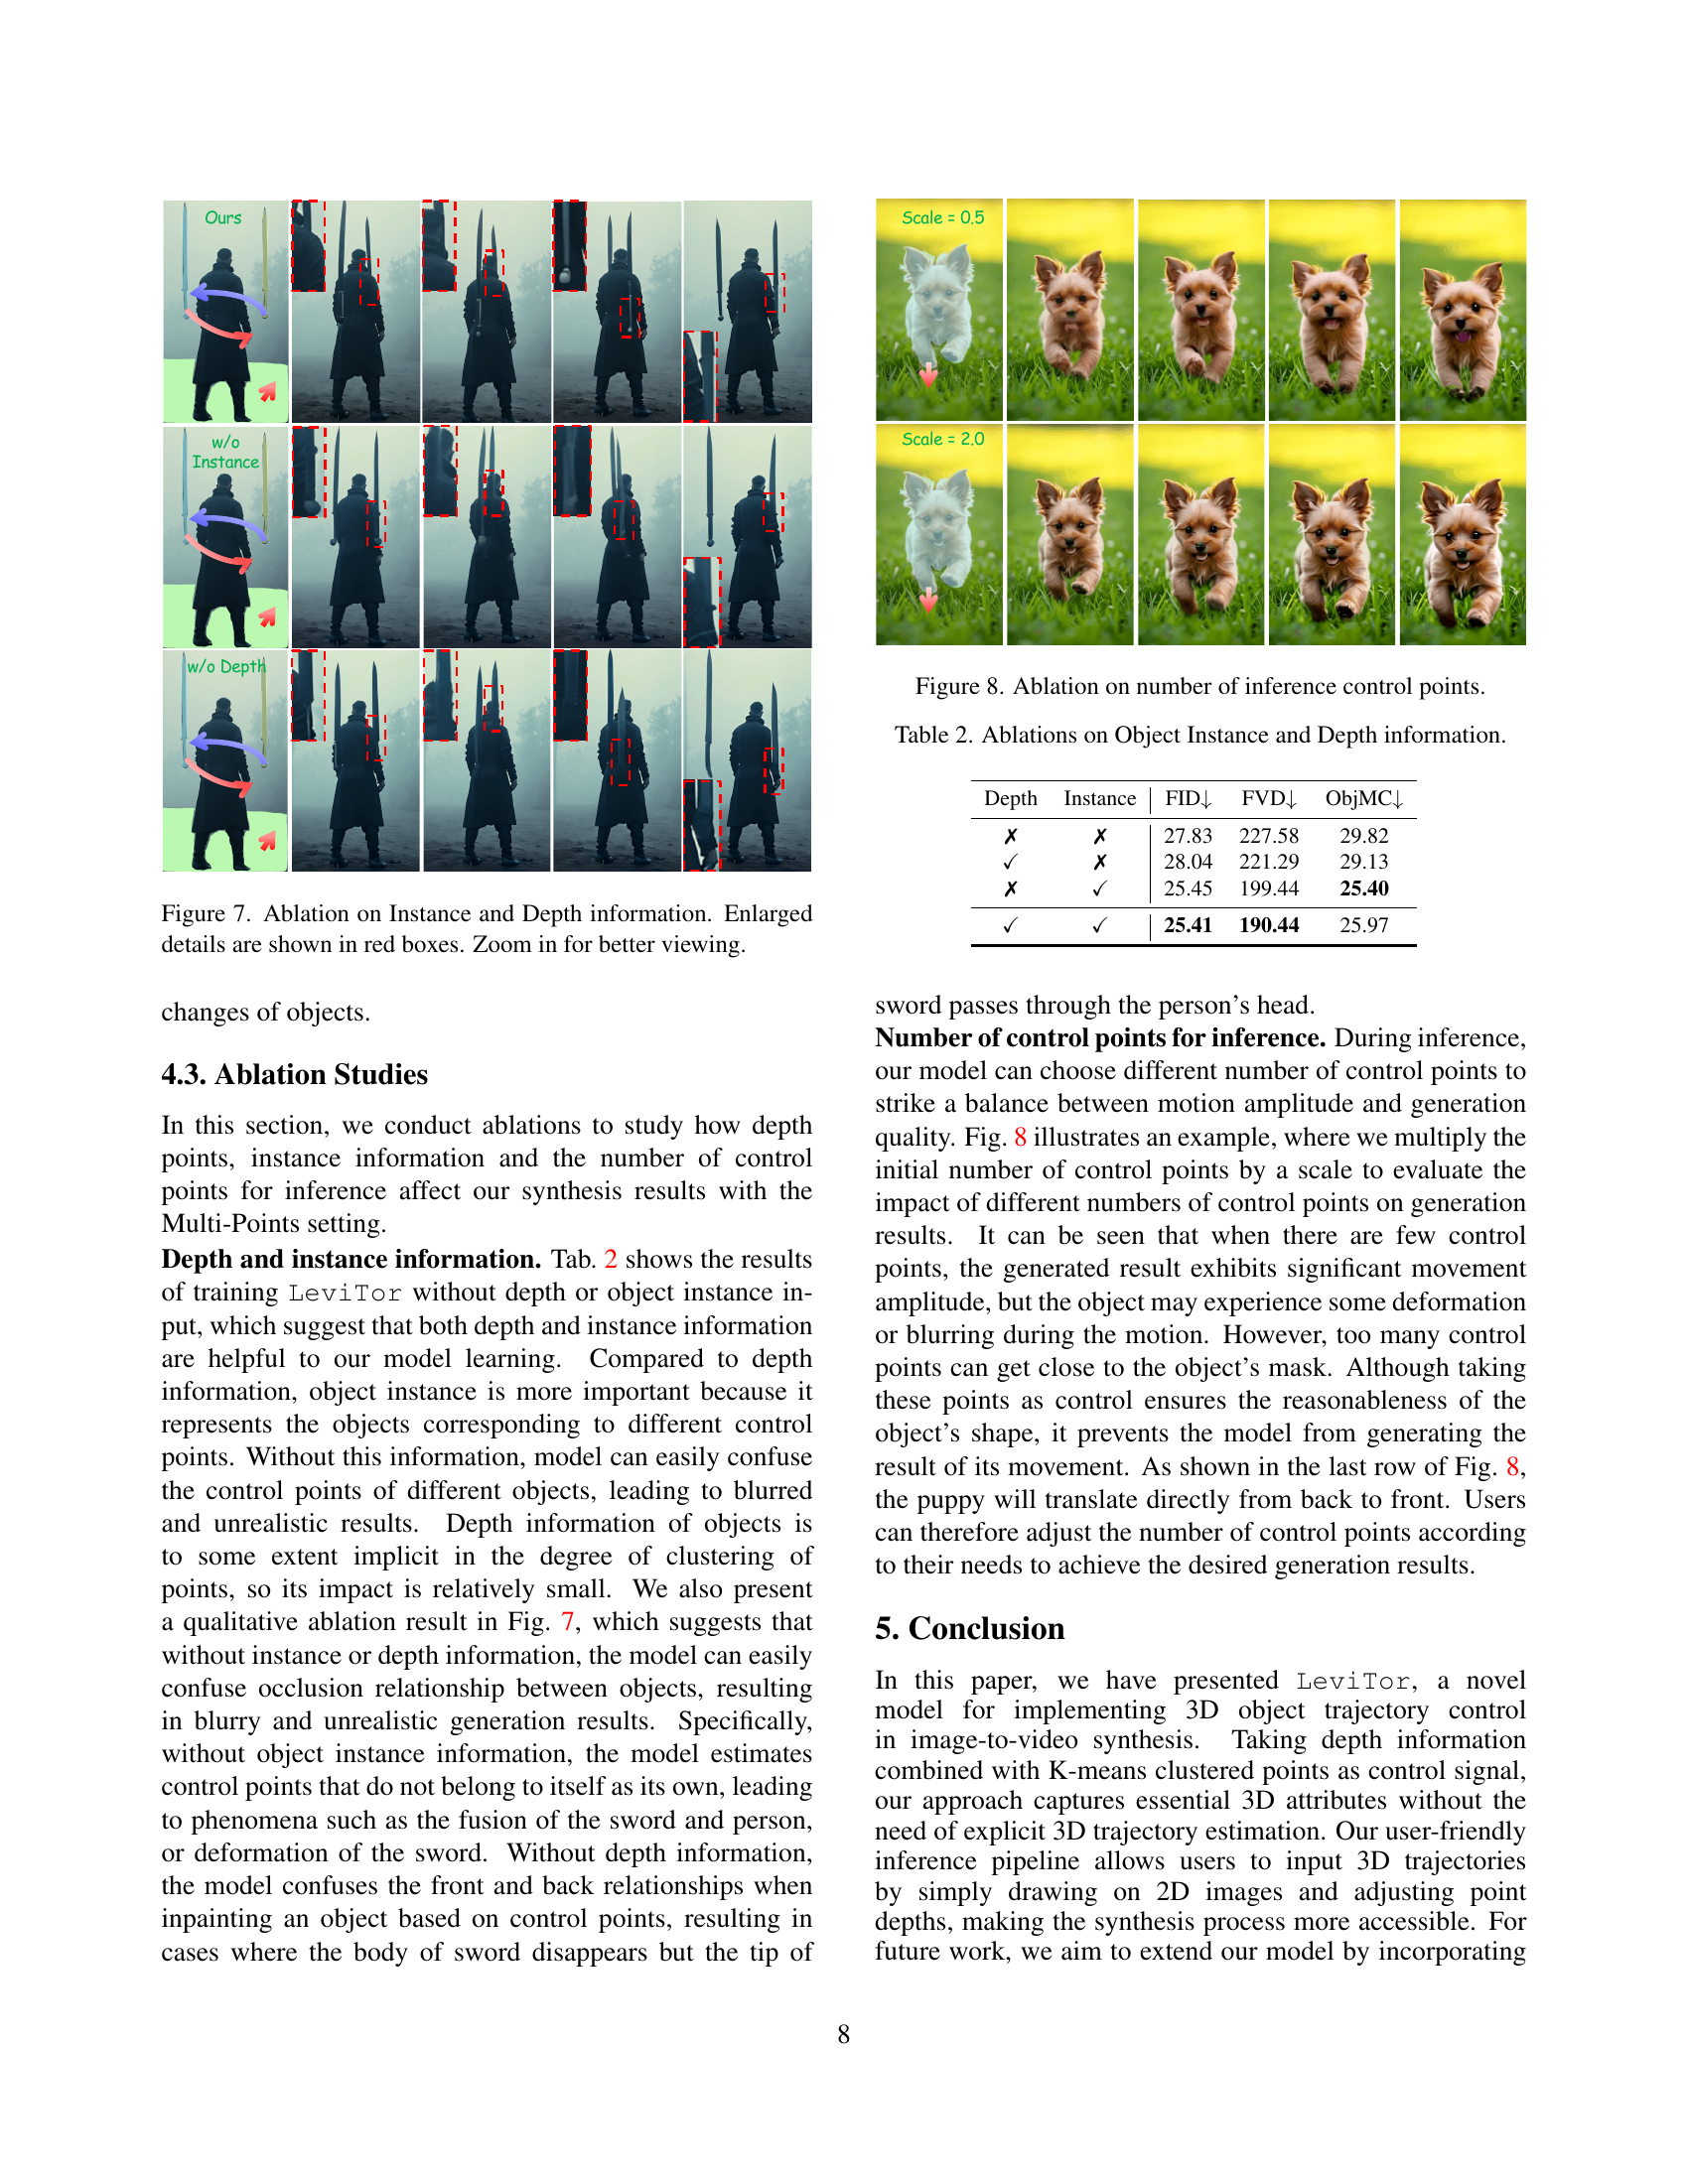 Ours
w/o
Instance
w/o Depth
Figure 7. Ablation on Instance and Depth information. Enlarged
details are shown in red boxes. Zoom in for better viewing.
changes of objects.
4.3. Ablation Studies
In this section, we conduct ablations to study how depth
points, instance information and the number of control
points for inference affect our synthesis results with the
Multi-Points setting.
Depth and instance information. Tab. 2 shows the results
of training LeviTor without depth or object instance in-
put, which suggest that both depth and instance information
are helpful to our model learning. Compared to depth
information, object instance is more important because it
represents the objects corresponding to different control
points. Without this information, model can easily confuse
the control points of different objects, leading to blurred
and unrealistic results. Depth information of objects is
to some extent implicit in the degree of clustering of
points, so its impact is relatively small. We also present
a qualitative ablation result in Fig. 7, which suggests that
without instance or depth information, the model can easily
confuse occlusion relationship between objects, resulting
in blurry and unrealistic generation results. Specifically,
without object instance information, the model estimates
control points that do not belong to itself as its own, leading
to phenomena such as the fusion of the sword and person,
or deformation of the sword. Without depth information,
the model confuses the front and back relationships when
inpainting an object based on control points, resulting in
cases where the body of sword disappears but the tip of
Scale = 0.5
Scale = 2.0
Figure 8. Ablation on number of inference control points.
Table 2. Ablations on Object Instance and Depth information.
Depth Instance FID↓ FVD↓ ObjMC↓
✗ ✗ 27.83 227.58 29.82
✓ ✗ 28.04 221.29 29.13
✗ ✓ 25.45 199.44 25.40
✓ ✓ 25.41 190.44 25.97
sword passes through the person's head.
Number of control points for inference. During inference,
our model can choose different number of control points to
strike a balance between motion amplitude and generation
quality. Fig. 8 illustrates an example, where we multiply the
initial number of control points by a scale to evaluate the
impact of different numbers of control points on generation
results. It can be seen that when there are few control
points, the generated result exhibits significant movement
amplitude, but the object may experience some deformation
or blurring during the motion. However, too many control
points can get close to the object's mask. Although taking
these points as control ensures the reasonableness of the
object's shape, it prevents the model from generating the
result of its movement. As shown in the last row of Fig. 8,
the puppy will translate directly from back to front. Users
can therefore adjust the number of control points according
to their needs to achieve the desired generation results.
5. Conclusion
In this paper, we have presented LeviTor, a novel
model for implementing 3D object trajectory control
in image-to-video synthesis. Taking depth information
combined with K-means clustered points as control signal,
our approach captures essential 3D attributes without the
need of explicit 3D trajectory estimation. Our user-friendly
inference pipeline allows users to input 3D trajectories
by simply drawing on 2D images and adjusting point
depths, making the synthesis process more accessible. For
future work, we aim to extend our model by incorporating
8